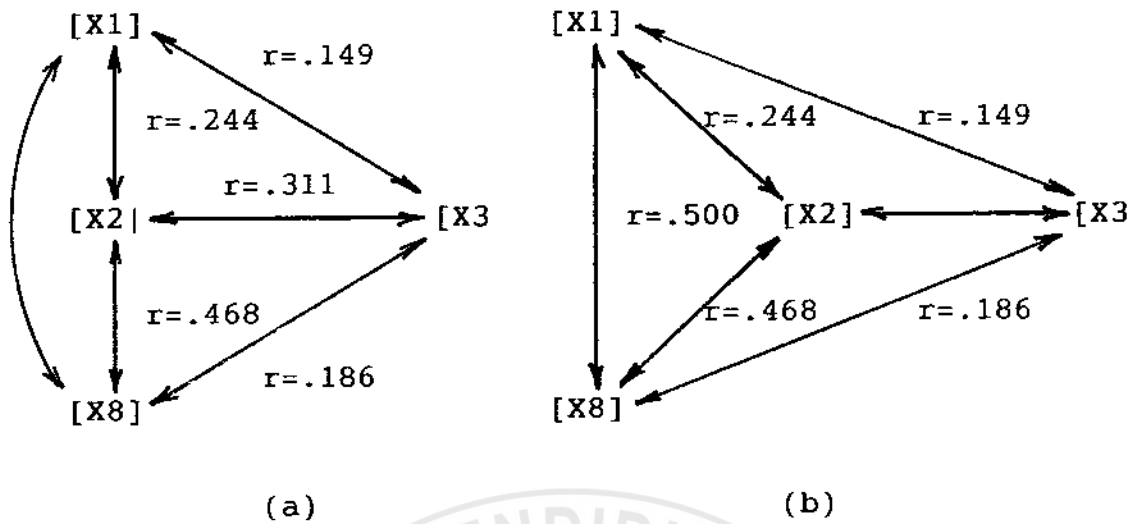 [X1]
r=.149
r=.244
r=.311
[X2|
[X3
r=.468
r=.186
[X8]
(a)
[X1]
r=.244
r=.149
r=.500
[X2]
[X3
r=.468
r=.186
[X8]
(b)